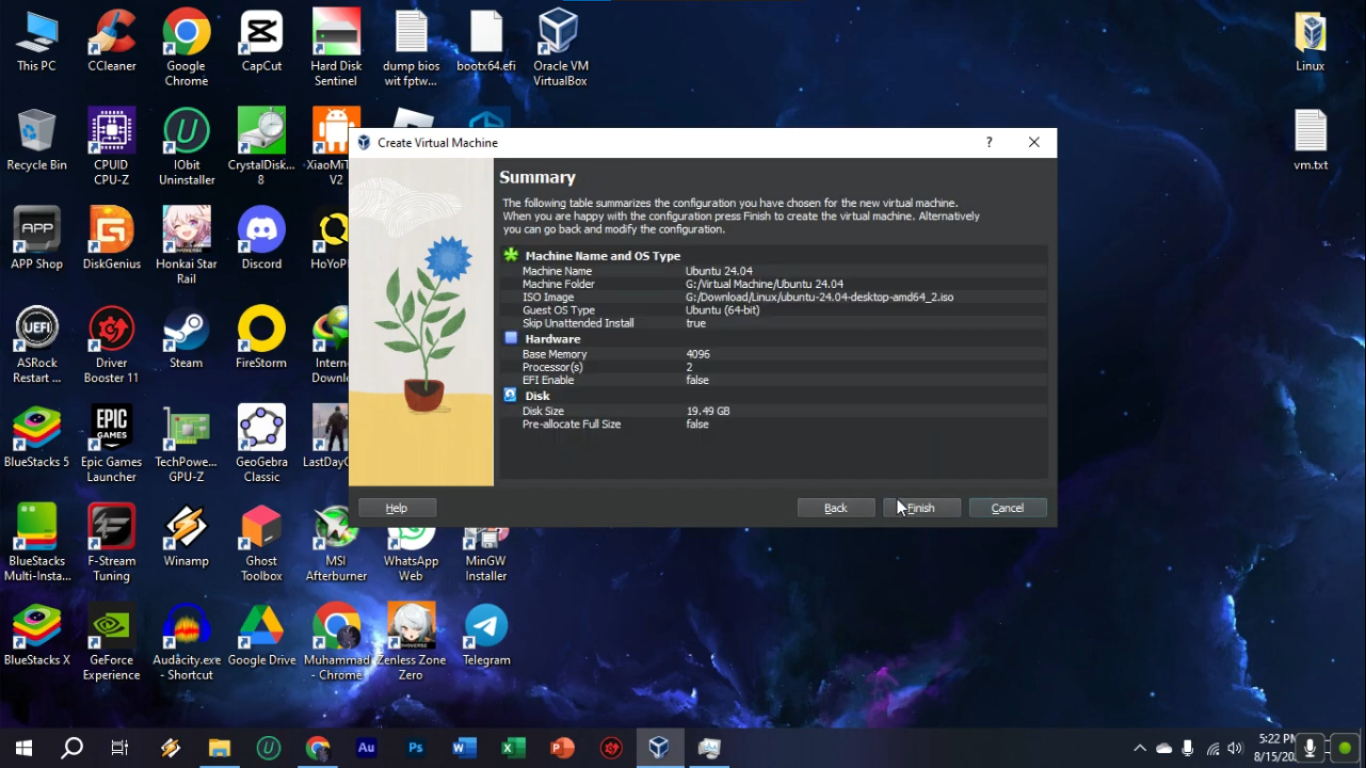 This PC
CCleaner
Google
Chrome
CapCut
Hard Disk
Sentinel
dump bios
wit fptw...
bootx64.efi
Oracle VM
VirtualBox
Linux
Recycle Bin
CPUID
CPU-Z
IObit
Uninstaller
CrystalDisk...
8
XiaoMiT
V2
vm.txt
APP
APP Shop
DiskGenius
Honkai Star
Rail
Discord
HoYoPl
UEFI
ASRock
Restart ...
Driver
Booster 11
Steam
FireStorm
Intern
Downl
BlueStacks 5
EPIC
GAMES
Epic Games
Launcher
TechPowe...
GPU-Z
GeoGebra
Classic
LastDayC
BlueStacks
Multi-Insta...
F-Stream
Tuning
Winamp
Ghost
Toolbox
MSI
Afterburner
WhatsApp
Web
MinGW
Installer
BlueStacks X
GeForce
Experience
Audacity.exe
- Shortcut
Google Drive
Muhammad
- Chrome
Zenless Zone
Zero
Telegram
Create Virtual Machine
?
Summary
The following table summarizes the configuration you have chosen for the new virtual machine.
When you are happy with the configuration press Finish to create the virtual machine. Alternatively
you can go back and modify the configuration.
Machine Name and OS Type
Machine Name Ubuntu 24.04
Machine Folder G:/Virtual Machine/Ubuntu 24.04
ISO Image G:/Download/Linux/ubuntu-24.04-desktop-amd64_2.iso
Guest OS Type Ubuntu (64-bit)
Skip Unattended Install true
Hardware
Base Memory 4096
Processor(s) 2
EFI Enable false
Disk
Disk Size 19.49 GB
Pre-allocate Full Size false
Help
Back
Finish
Cancel
Au
Ps
5:22 PM
8/15/20